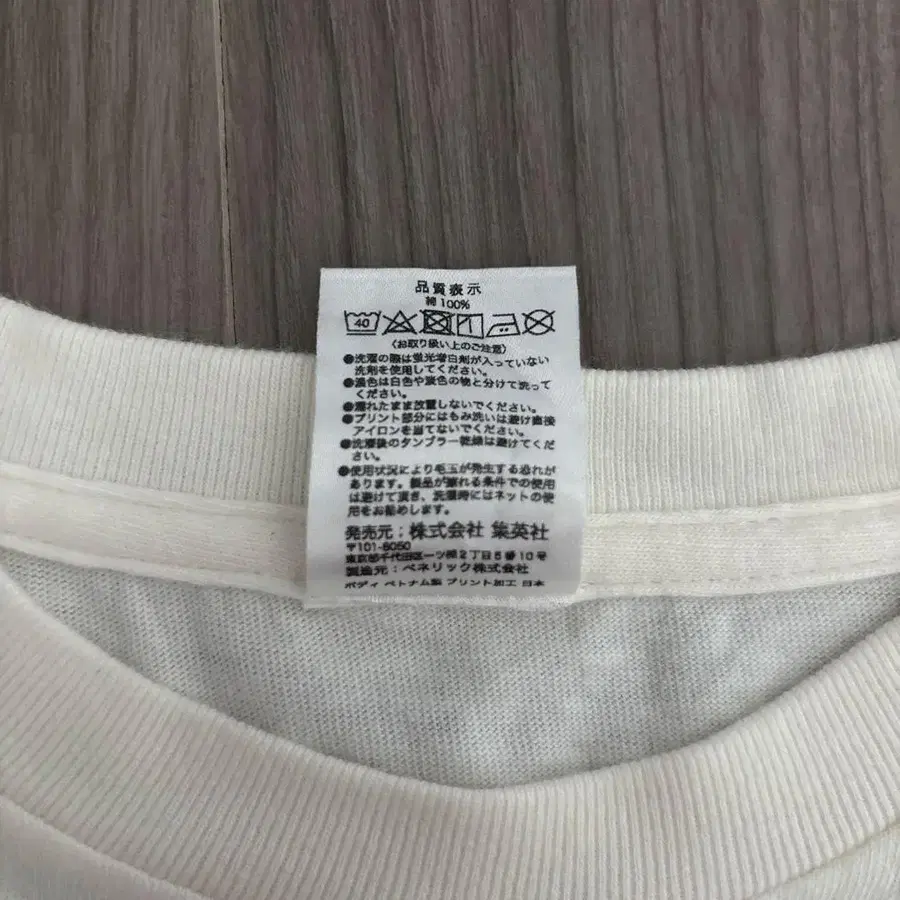 品質表示
綿100%
40
〈お取り扱い上のご注意〉
●洗濯の際は蛍光増白剤が入っていない
洗剤を使用してください。
●濃色は白色や淡色の物と分けて洗って
ください。
●濡れたまま放置しないでください。
●プリント部分にはもみ洗いは避け直接
アイロンを当てないでください。
●洗濯後のタンブラー乾燥は避けてくだ
さい。
●使用状況により毛玉が発生する恐れが
あります。製品が擦れる条件での使用
は避けて頂き、洗濯時にはネットの使
用をお勧めします。
発売元：株式会社 集英社
〒101-8050
東京都千代田区一ツ橋2丁目5番10号
製造元：ベネリック株式会社
ボディ ベトナム製 プリント加工 日本